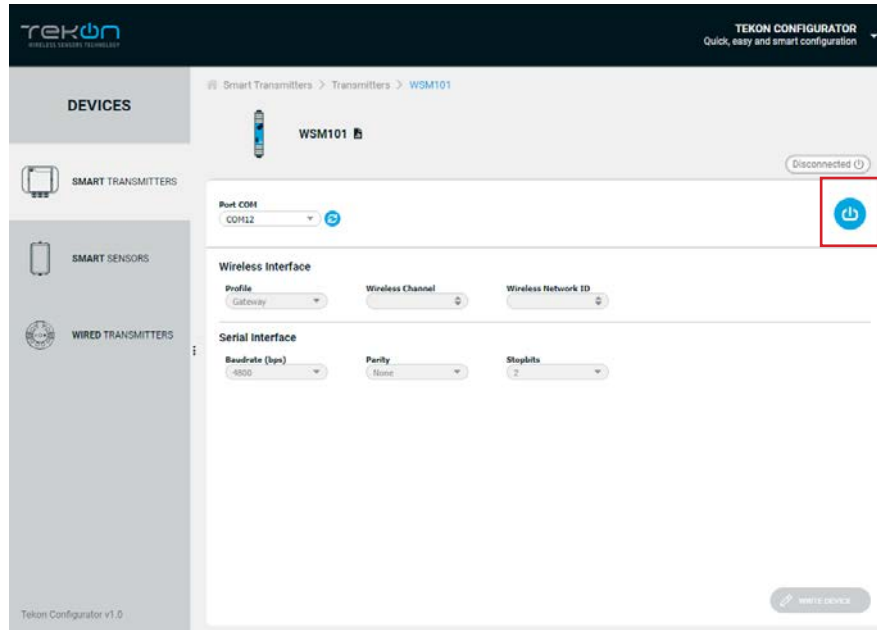 TEKON
WIRELESS SENSORS TECHNOLOGY
TEKON CONFIGURATOR
Quick, easy and smart configuration
DEVICES
SMART TRANSMITTERS
SMART SENSORS
WIRED TRANSMITTERS
Tekon Configurator v1.0
Smart Transmitters > Transmitters > WSM101
WSM101
Disconnected
Port COM
COM12
Wireless Interface
Profile Wireless Channel Wireless Network ID
Gateway
Serial Interface
Baudrate (bps) Parity Stopbits
4800 None 2
WRITE DEVICE